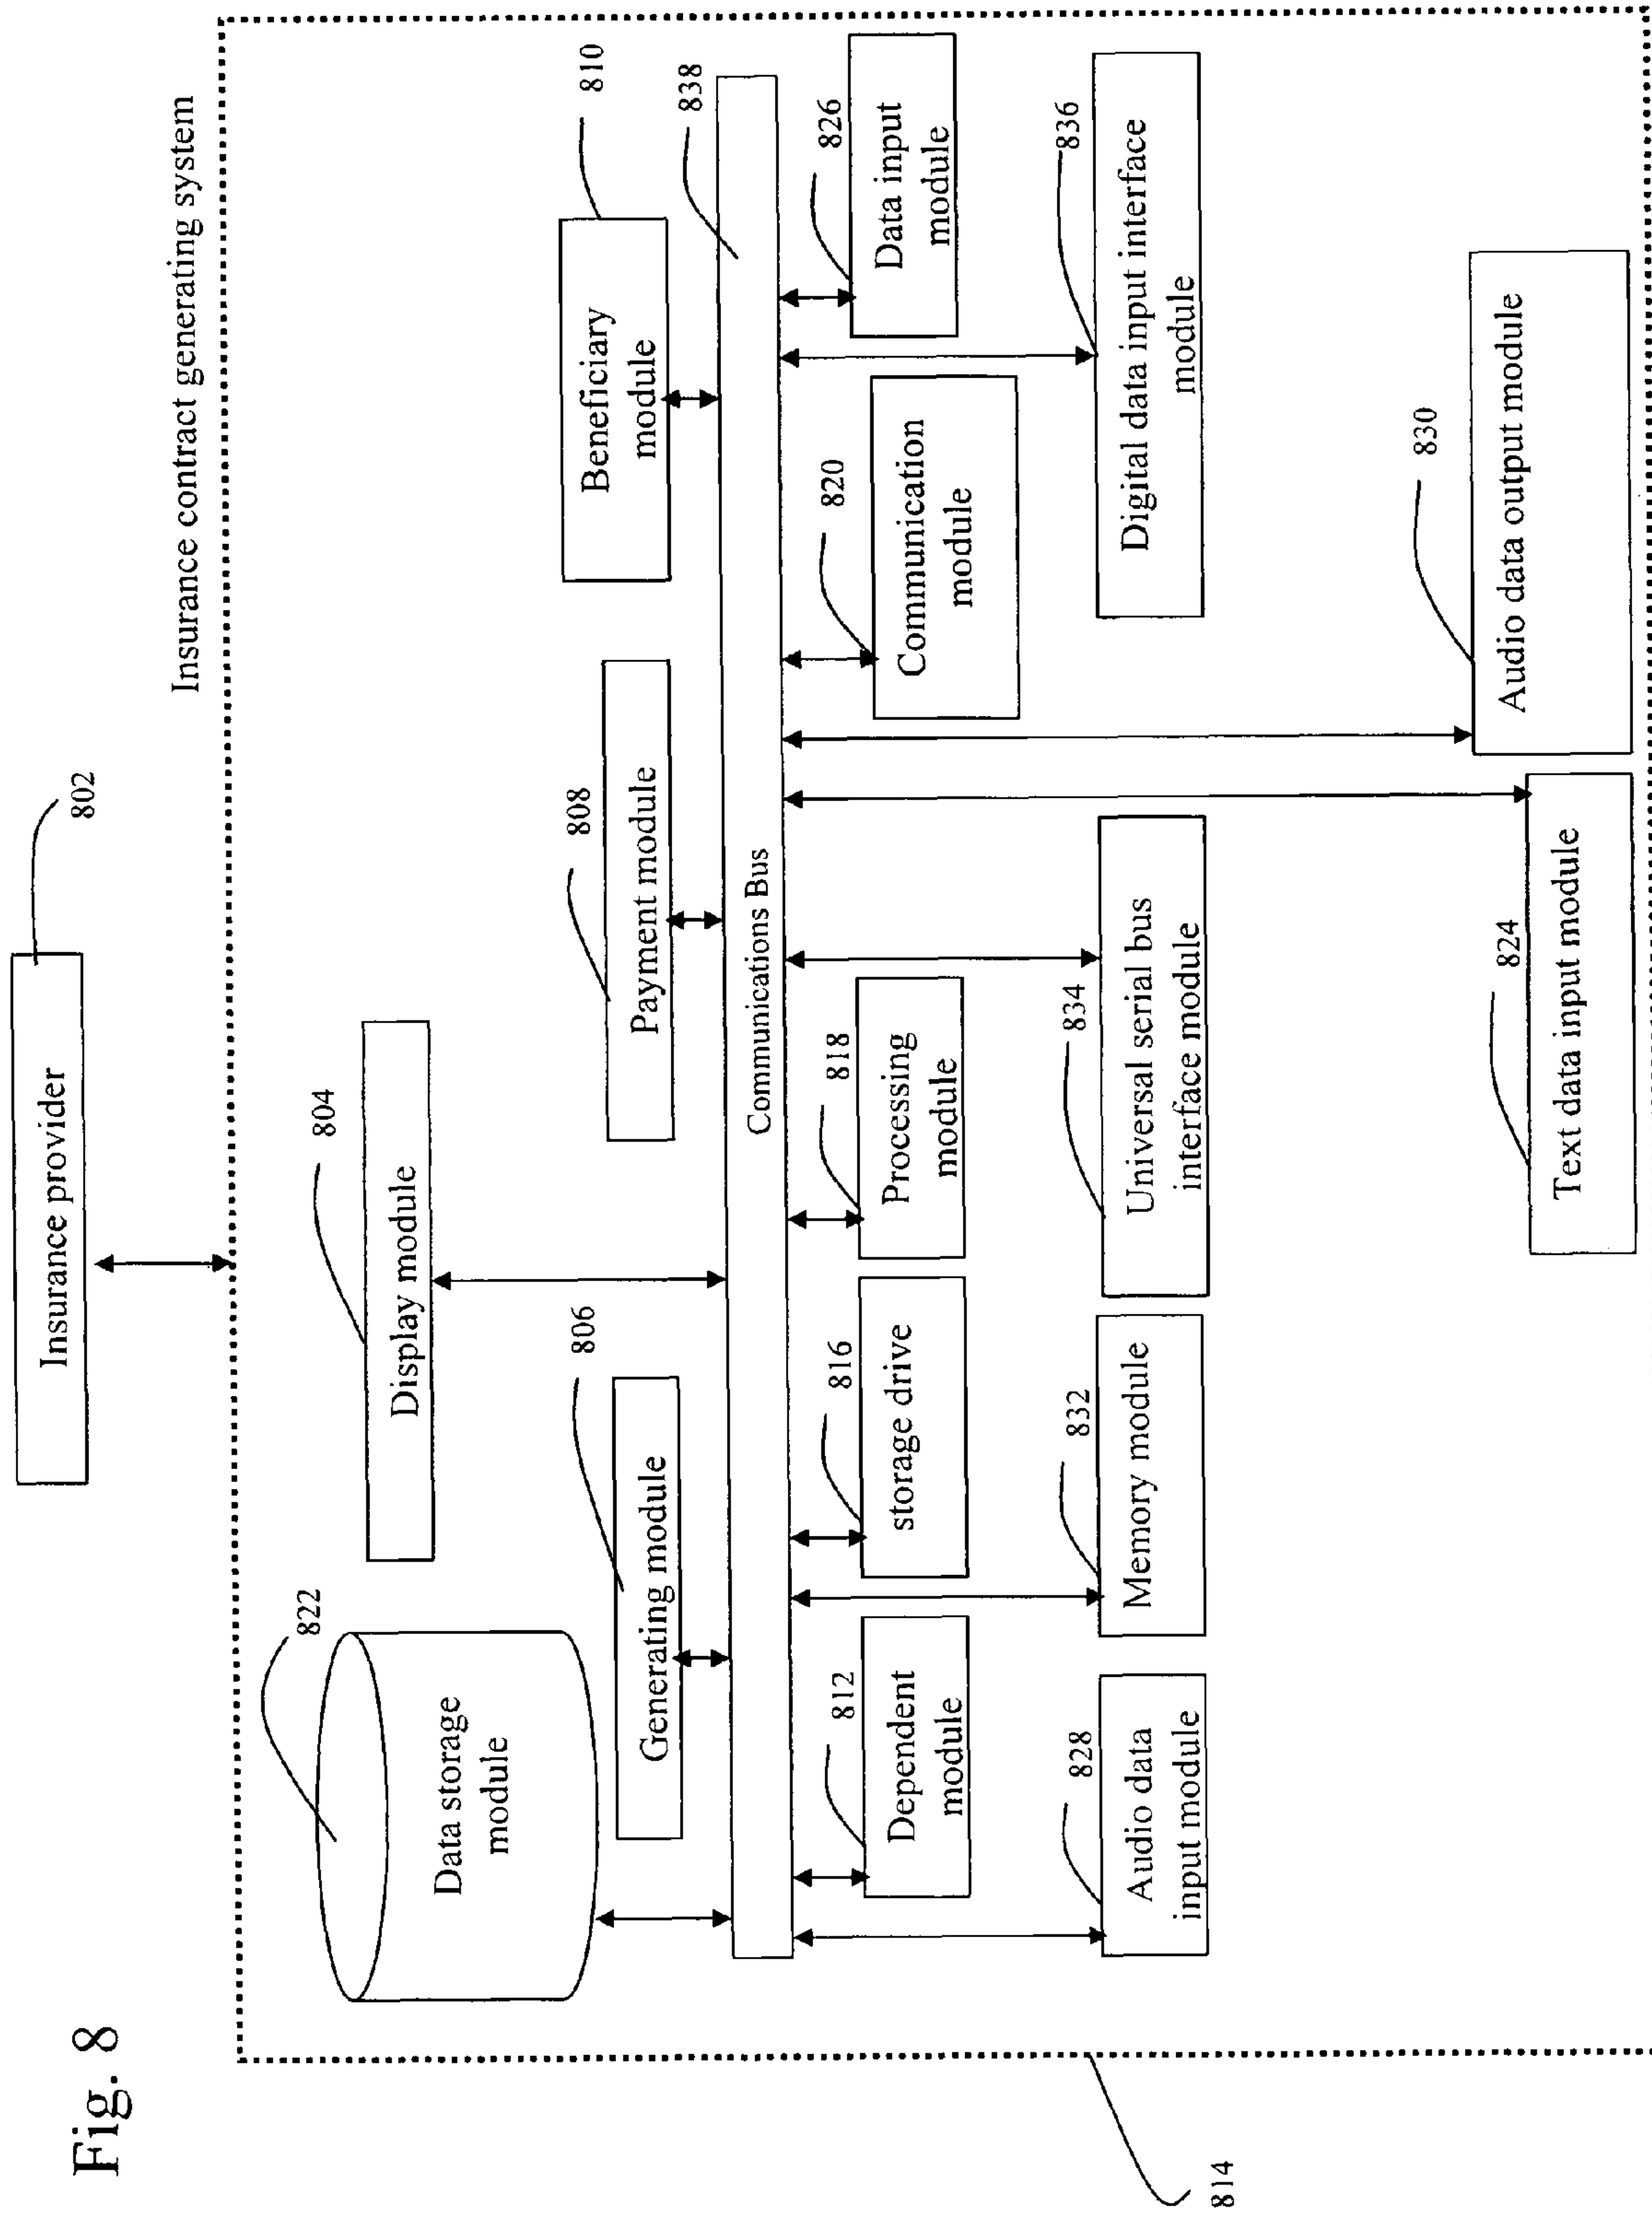 Fig. 8
Insurance provider
802
Insurance contract generating system
822
Data storage
module
804
Display module
806
Generating module
808
Payment module
810
Beneficiary
module
838
Communications Bus
812
Dependent
module
816
storage drive
818
Processing
module
820
Communication
module
826
Data input
module
828
Audio data
input module
832
Memory module
834
Universal serial bus
interface module
836
Digital data input interface
module
824
Text data input module
830
Audio data output module
814